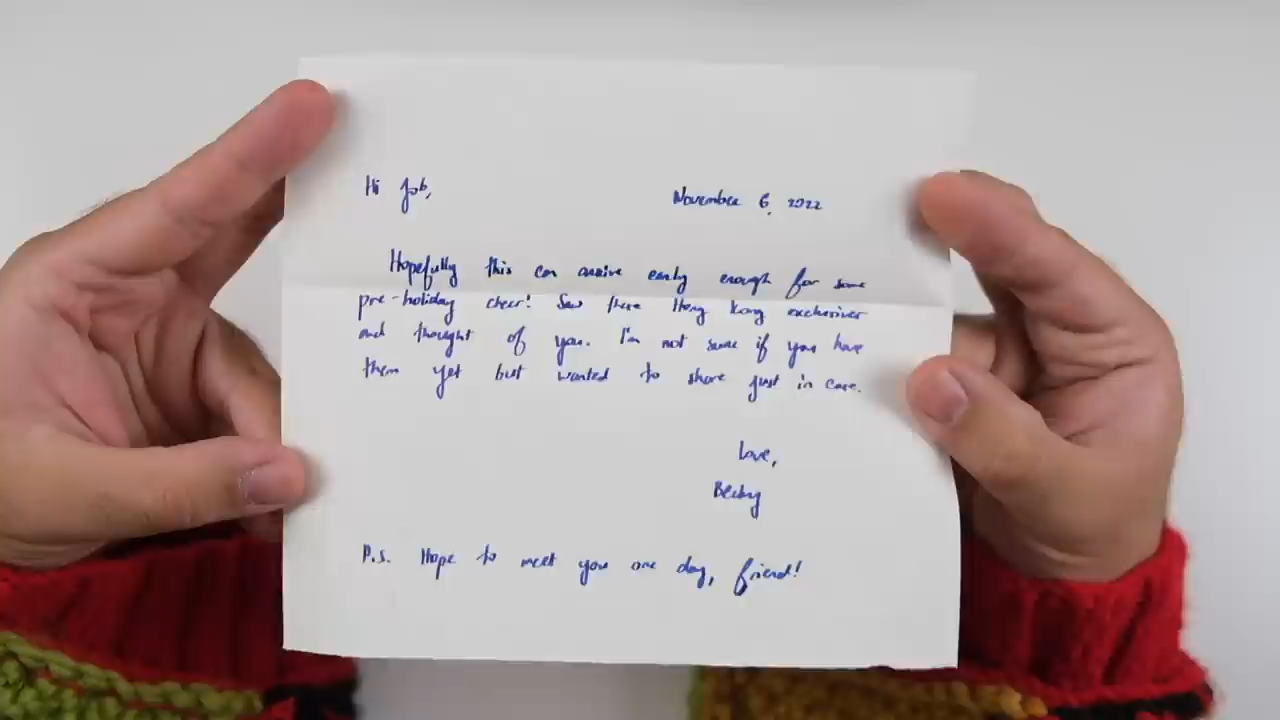 Hi Job,
November 6, 2022
Hopefully this can arrive early enough for some
pre-holiday cheer! Saw these Hong Kong exclusives
and thought of you. I'm not sure if you have
them yet but wanted to share just in case.
Love,
Becky
P.S. Hope to meet you one day, friend!